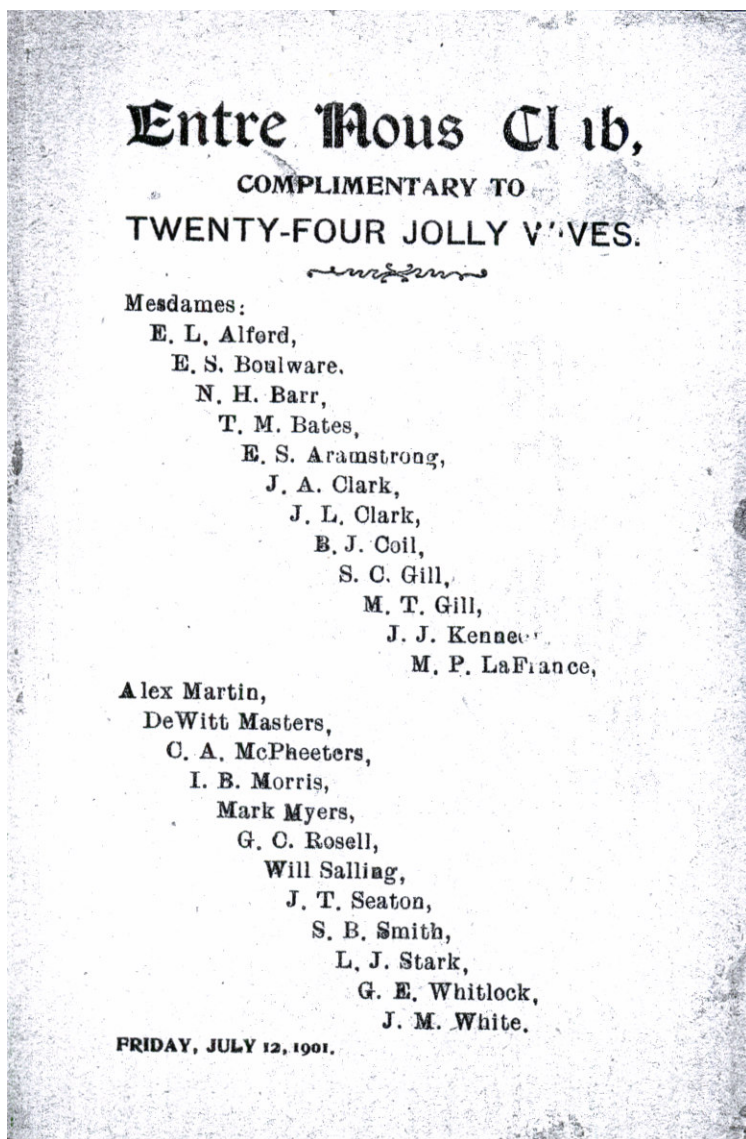 Entre Nous Club,
COMPLIMENTARY TO
TWENTY-FOUR JOLLY WIVES.
Mesdames:
E. L. Alford,
E. S. Boulware.
N. H. Barr,
T. M. Bates,
E. S. Aramstrong,
J. A. Clark,
J. L. Clark,
B. J. Coil,
S. C. Gill,
M. T. Gill,
J. J.
M. P. LaFrance,
Alex Martin,
DeWitt Masters,
C. A. McPheeters,
I. B. Morris,
Mark Myers,
G. C. Rosell,
Will Salling,
J. T. Seaton,
S. B. Smith,
L. J. Stark,
G. E. Whitlock,
J. M. White.
FRIDAY, JULY 12, 1901.